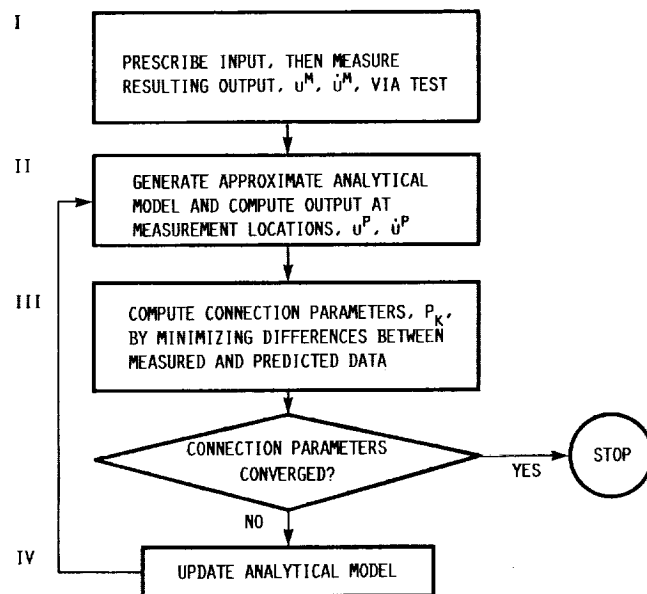 I
PRESCRIBE INPUT, THEN MEASURE
RESULTING OUTPUT, u^M, u̇^M, VIA TEST
II
GENERATE APPROXIMATE ANALYTICAL
MODEL AND COMPUTE OUTPUT AT
MEASUREMENT LOCATIONS, u^P, u̇^P
III
COMPUTE CONNECTION PARAMETERS, P_K,
BY MINIMIZING DIFFERENCES BETWEEN
MEASURED AND PREDICTED DATA
CONNECTION PARAMETERS
CONVERGED?
YES
STOP
NO
IV
UPDATE ANALYTICAL MODEL